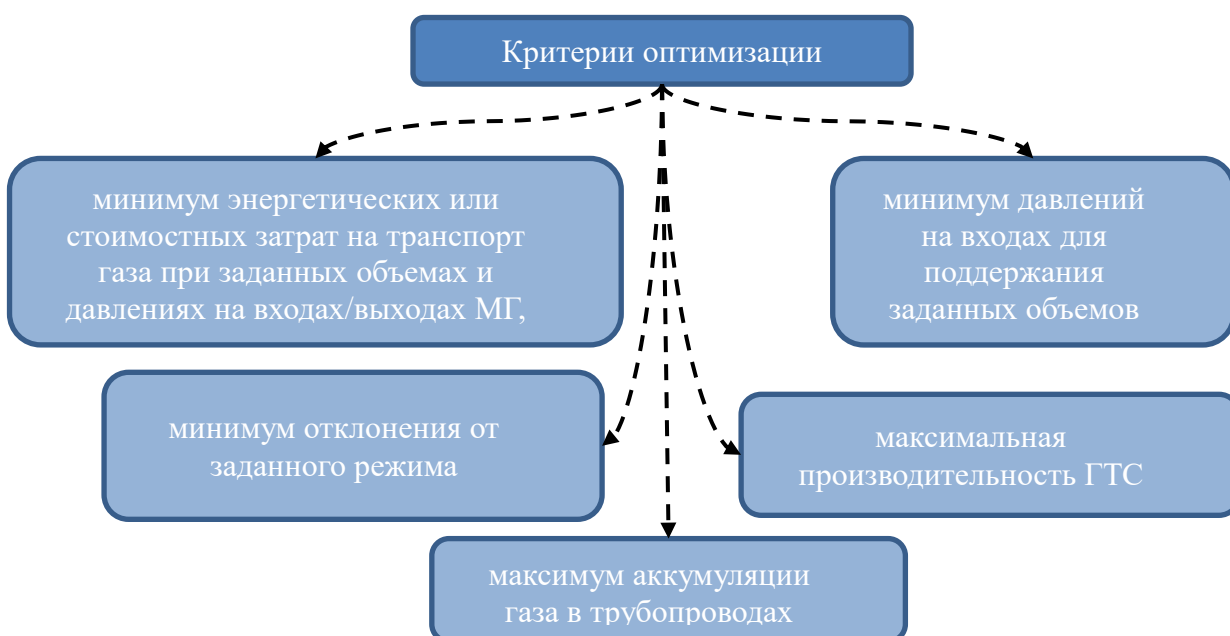 Критерии оптимизации
минимум энергетических или
стоимостных затрат на транспорт
газа при заданных объемах и
давлениях на входах/выходах МГ,
минимум давлений
на входах для
поддержания
заданных объемов
минимум отклонения от
заданного режима
максимальная
производительность ГТС
максимум аккумуляции
газа в трубопроводах